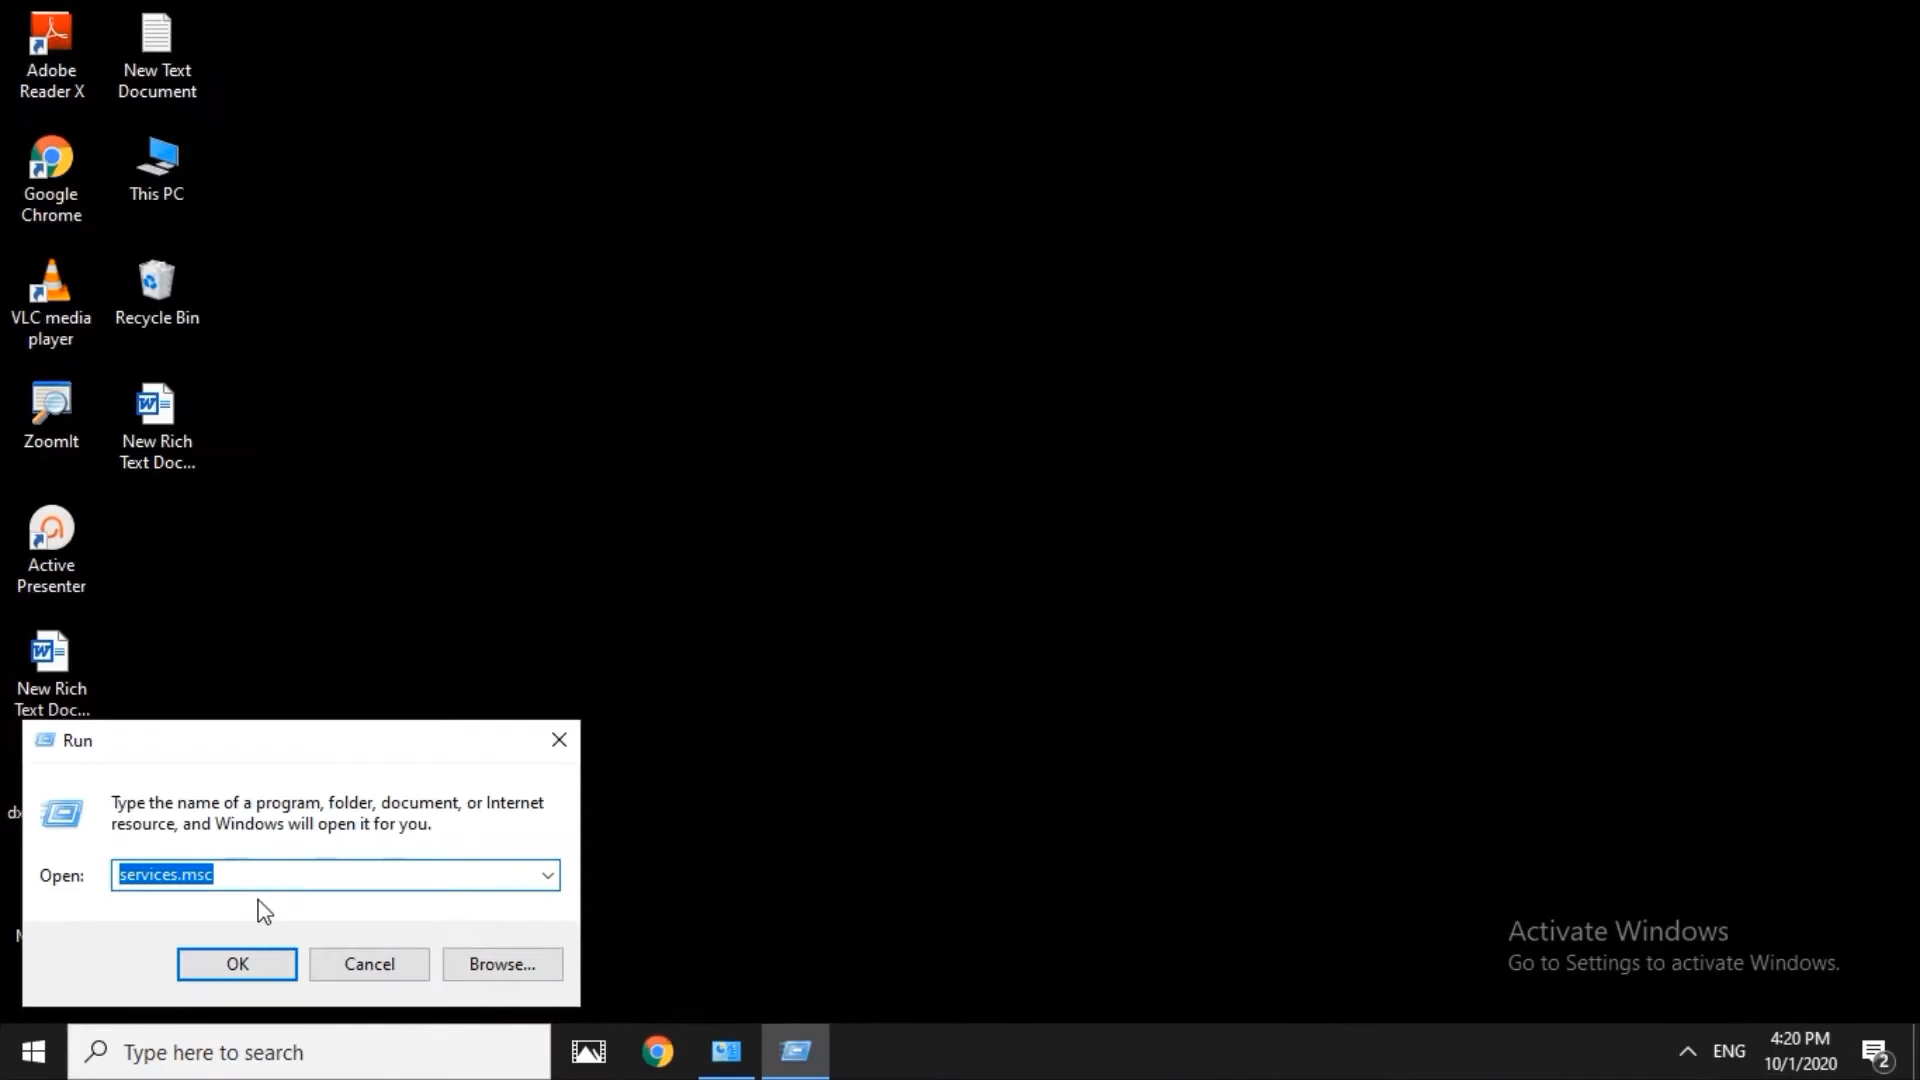 Adobe
Reader X
New Text
Document
Google
Chrome
This PC
VLC media
player
Recycle Bin
ZoomIt
New Rich
Text Doc...
Active
Presenter
New Rich
Text Doc...
Run
Type the name of a program, folder, document, or Internet
resource, and Windows will open it for you.
Open:
services.msc
OK
Cancel
Browse...
Activate Windows
Go to Settings to activate Windows.
Type here to search
ENG
4:20 PM
10/1/2020
2